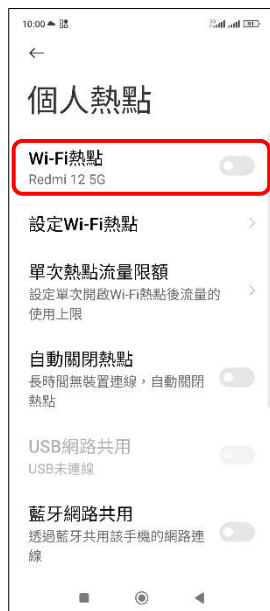 10:00
個人熱點
Wi-Fi熱點
Redmi 12 5G
設定Wi-Fi熱點
單次熱點流量限額
設定單次開啟Wi-Fi熱點後流量的
使用上限
自動關閉熱點
長時間無裝置連線，自動關閉
熱點
USB網路共用
USB未連線
藍牙網路共用
透過藍牙共用該手機的網路連
線